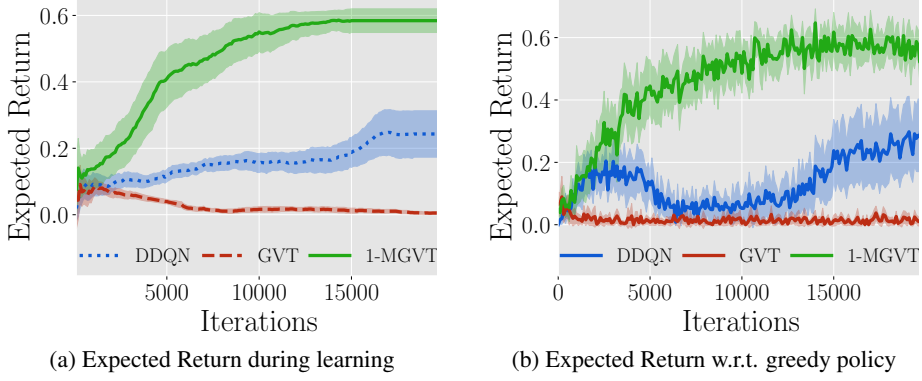 0.6
0.4
0.2
0.0
Expected Return
DDQN GVT 1-MGVT
5000 10000 15000
Iterations
(a) Expected Return during learning
0.6
0.4
0.2
0.0
Expected Return
DDQN GVT 1-MGVT
0 5000 10000 15000
Iterations
(b) Expected Return w.r.t. greedy policy